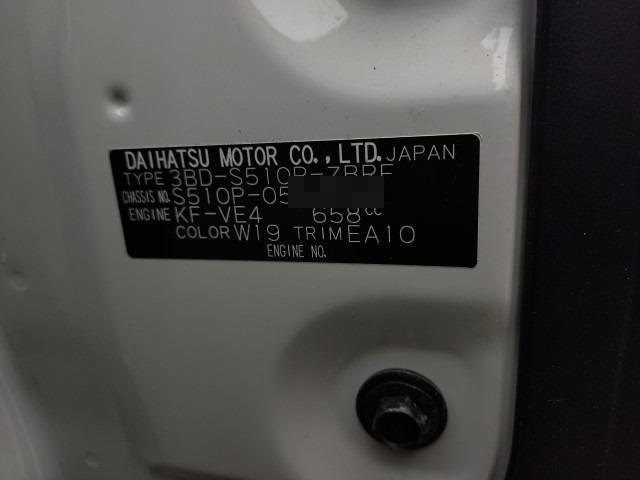 DAIHATSU MOTOR CO.,LTD. JAPAN
TYPE 3BD-S510P-ZBRF
CHASSIS NO. S510P-05
ENGINE KF-VE4 658cc
COLOR W19 TRIM EA10
ENGINE NO.